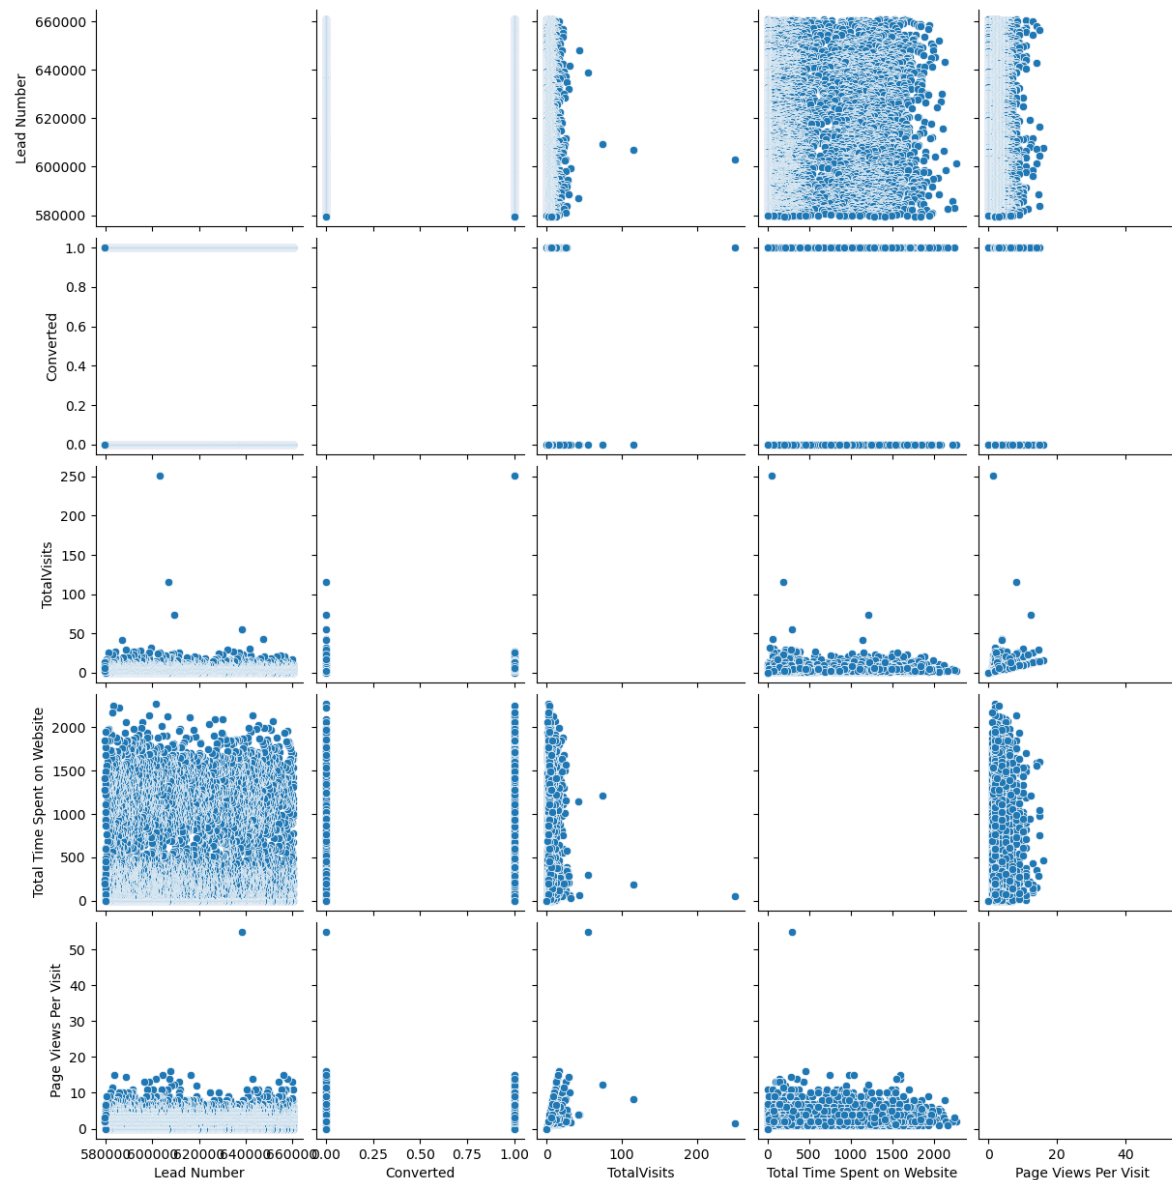 660000
640000
620000
600000
580000
Lead Number
1.0
0.8
0.6
0.4
0.2
0.0
Converted
250
200
150
100
50
0
TotalVisits
2000
1500
1000
500
0
Total Time Spent on Website
50
40
30
20
10
0
Page Views Per Visit
580000 600000 620000 640000 660000
Lead Number
0.00 0.25 0.50 0.75 1.00
Converted
0 100 200
TotalVisits
0 500 1000 1500 2000
Total Time Spent on Website
0 20 40
Page Views Per Visit